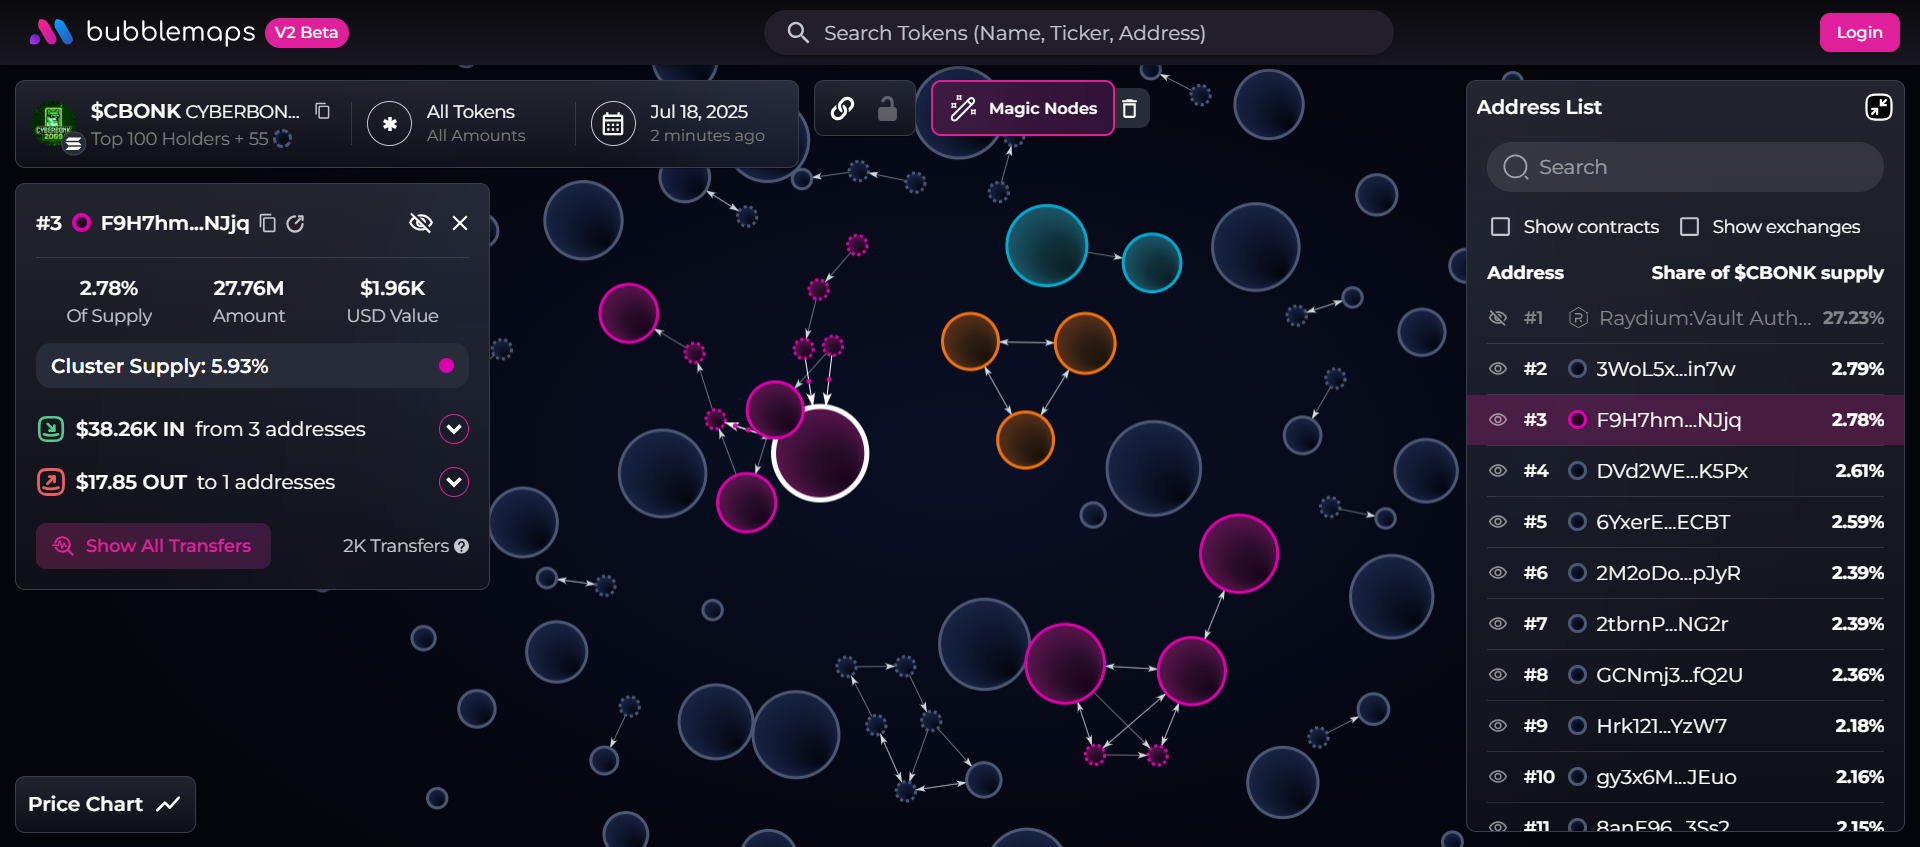 bubblemaps V2 Beta
Search Tokens (Name, Ticker, Address)
Login
$CBONK CYBERBON...
Top 100 Holders + 55
All Tokens
All Amounts
Jul 18, 2025
2 minutes ago
Magic Nodes
#3 F9H7hm...NJjq
2.78% 27.76M $1.96K
Of Supply Amount USD Value
Cluster Supply: 5.93%
$38.26K IN from 3 addresses
$17.85 OUT to 1 addresses
Show All Transfers 2K Transfers ?
Price Chart
Address List
Search
Show contracts Show exchanges
Address Share of $CBONK supply
#1 Raydium:Vault Auth... 27.23%
#2 3WoL5x...in7w 2.79%
#3 F9H7hm...NJjq 2.78%
#4 DVd2WE...K5Px 2.61%
#5 6YxerE...ECBT 2.59%
#6 2M2oDo...pJyR 2.39%
#7 2tbrnP...NG2r 2.39%
#8 GCNmj3...fQ2U 2.36%
#9 Hrk121...YzW7 2.18%
#10 gy3x6M...JEuo 2.16%
#11 8anF96...3Ss2 2.15%